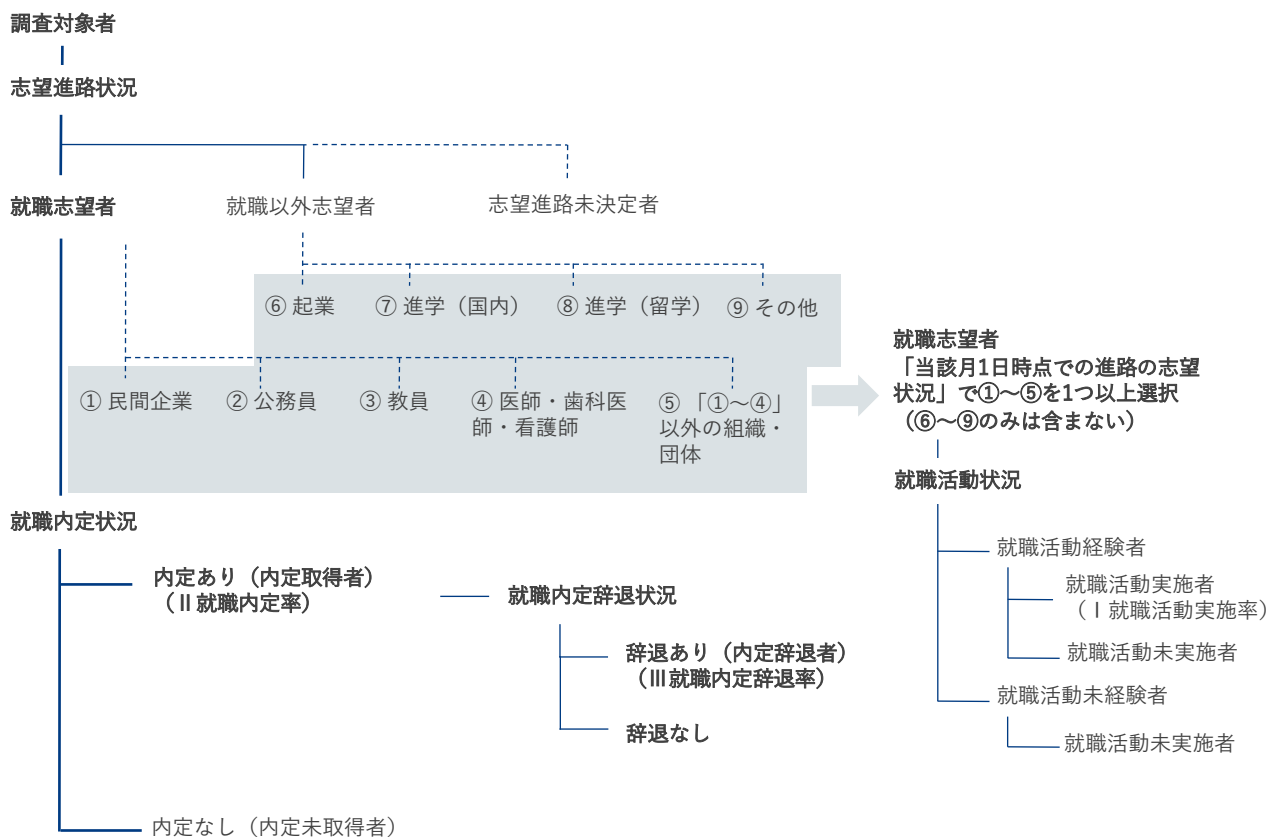 調査対象者
志望進路状況
就職志望者
就職以外志望者
志望進路未決定者
⑥ 起業
⑦ 進学（国内）
⑧ 進学（留学）
⑨ その他
① 民間企業
② 公務員
③ 教員
④ 医師・歯科医
師・看護師
⑤ 「①～④」
以外の組織・
団体
就職志望者
「当該月1日時点での進路の志望
状況」で①～⑤を1つ以上選択
（⑥～⑨のみは含まない）
就職活動状況
就職活動経験者
就職活動実施者
（Ⅰ就職活動実施率）
就職活動未実施者
就職活動未経験者
就職活動未実施者
就職内定状況
内定あり（内定取得者）
（Ⅱ就職内定率）
就職内定辞退状況
辞退あり（内定辞退者）
（Ⅲ就職内定辞退率）
辞退なし
内定なし（内定未取得者）